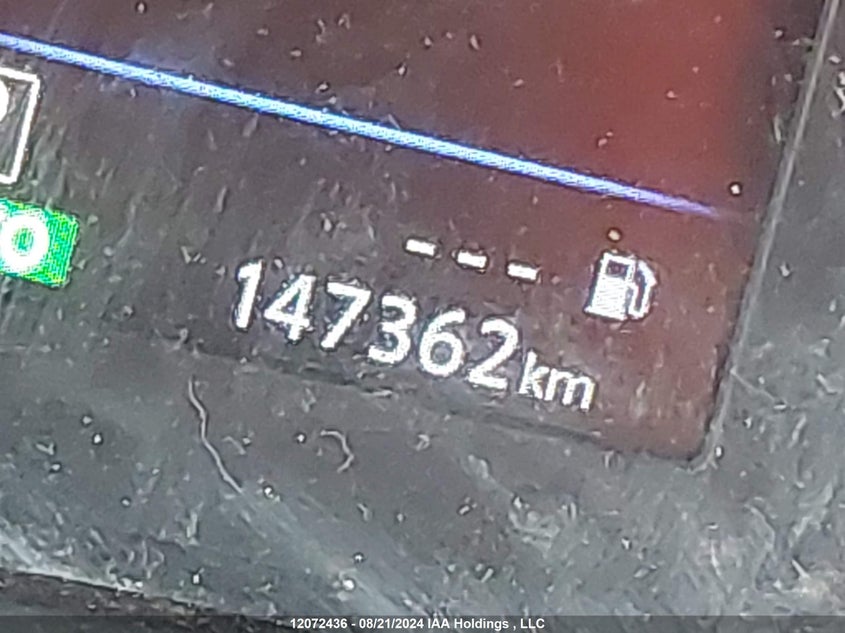 ---
147362km
12072436 - 08/21/2024 IAA Holdings , LLC